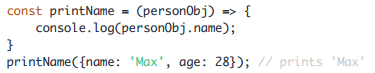 const printName = (personObj) => {
    console.log(personObj.name);
}
printName({name: 'Max', age: 28}); // prints 'Max'